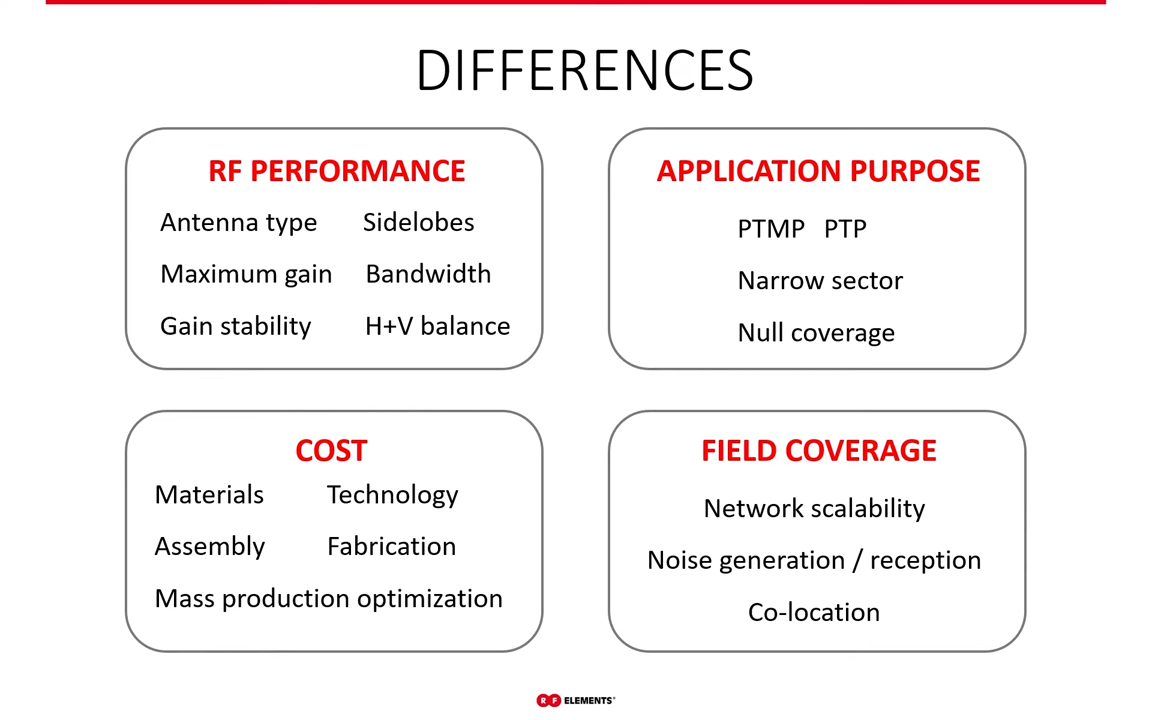 DIFFERENCES
RF PERFORMANCE
Antenna type Sidelobes
Maximum gain Bandwidth
Gain stability H+V balance
APPLICATION PURPOSE
PTMP PTP
Narrow sector
Null coverage
COST
Materials Technology
Assembly Fabrication
Mass production optimization
FIELD COVERAGE
Network scalability
Noise generation / reception
Co-location
RF ELEMENTS